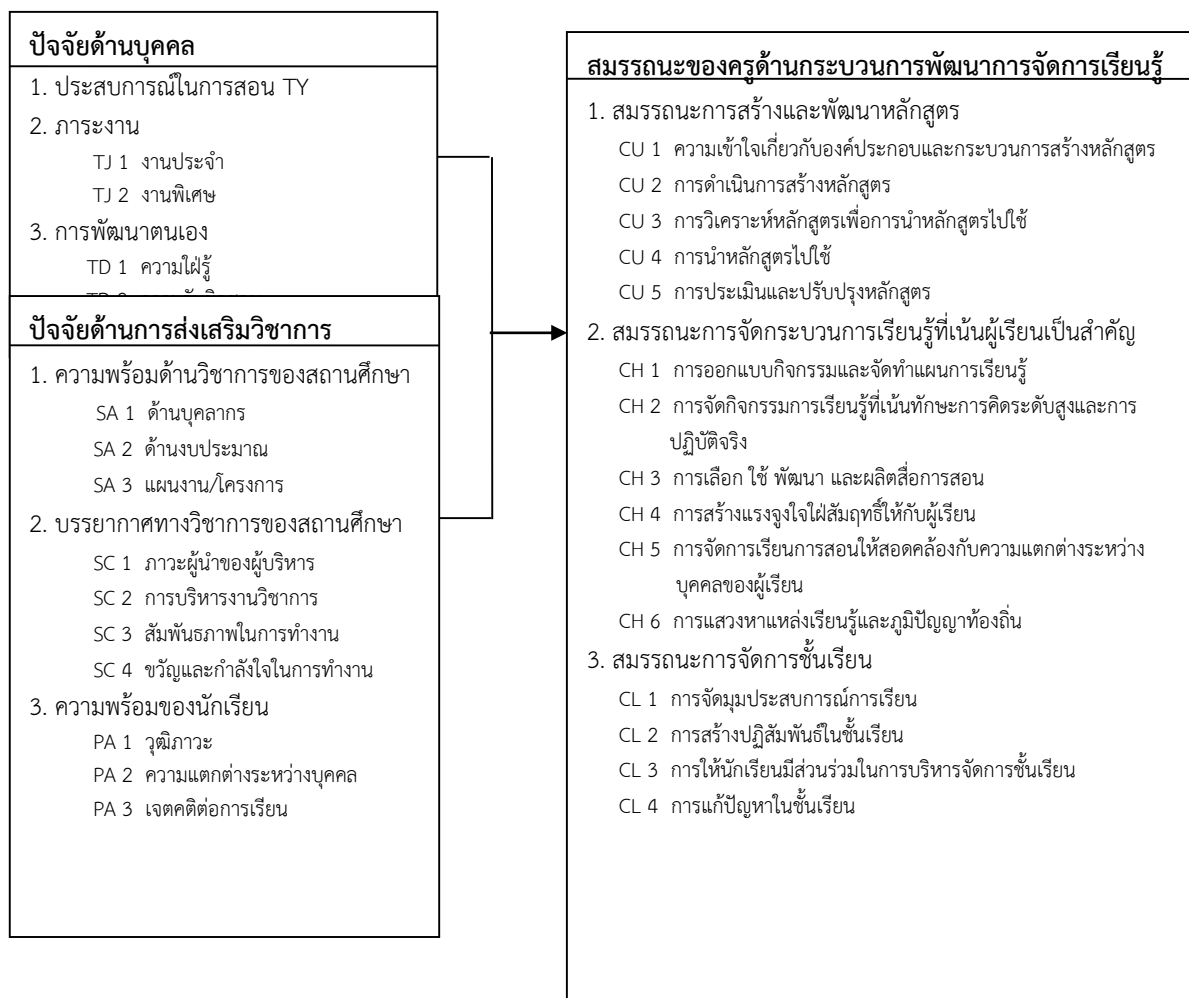 ปัจจัยด้านบุคคล
1. ประสบการณ์ในการสอน TY
2. ภาระงาน
TJ 1 งานประจำ
TJ 2 งานพิเศษ
3. การพัฒนาตนเอง
TD 1 ความใฝ่รู้
ปัจจัยด้านการส่งเสริมวิชาการ
1. ความพร้อมด้านวิชาการของสถานศึกษา
SA 1 ด้านบุคลากร
SA 2 ด้านงบประมาณ
SA 3 แผนงาน/โครงการ
2. บรรยากาศทางวิชาการของสถานศึกษา
SC 1 ภาวะผู้นำของผู้บริหาร
SC 2 การบริหารงานวิชาการ
SC 3 สัมพันธภาพในการทำงาน
SC 4 ขวัญและกำลังใจในการทำงาน
3. ความพร้อมของนักเรียน
PA 1 วุฒิภาวะ
PA 2 ความแตกต่างระหว่างบุคคล
PA 3 เจตคติต่อการเรียน
สมรรถนะของครูด้านกระบวนการพัฒนาการจัดการเรียนรู้
1. สมรรถนะการสร้างและพัฒนาหลักสูตร
CU 1 ความเข้าใจเกี่ยวกับองค์ประกอบและกระบวนการสร้างหลักสูตร
CU 2 การดำเนินการสร้างหลักสูตร
CU 3 การวิเคราะห์หลักสูตรเพื่อการนำหลักสูตรไปใช้
CU 4 การนำหลักสูตรไปใช้
CU 5 การประเมินและปรับปรุงหลักสูตร
2. สมรรถนะการจัดกระบวนการเรียนรู้ที่เน้นผู้เรียนเป็นสำคัญ
CH 1 การออกแบบกิจกรรมและจัดทำแผนการเรียนรู้
CH 2 การจัดกิจกรรมการเรียนรู้ที่เน้นทักษะการคิดระดับสูงและการ
ปฏิบัติจริง
CH 3 การเลือก ใช้ พัฒนา และผลิตสื่อการสอน
CH 4 การสร้างแรงจูงใจใฝ่สัมฤทธิ์ให้กับผู้เรียน
CH 5 การจัดการเรียนการสอนให้สอดคล้องกับความแตกต่างระหว่าง
บุคคลของผู้เรียน
CH 6 การแสวงหาแหล่งเรียนรู้และภูมิปัญญาท้องถิ่น
3. สมรรถนะการจัดการชั้นเรียน
CL 1 การจัดมุมประสบการณ์การเรียน
CL 2 การสร้างปฏิสัมพันธ์ในชั้นเรียน
CL 3 การให้นักเรียนมีส่วนร่วมในการบริหารจัดการชั้นเรียน
CL 4 การแก้ปัญหาในชั้นเรียน